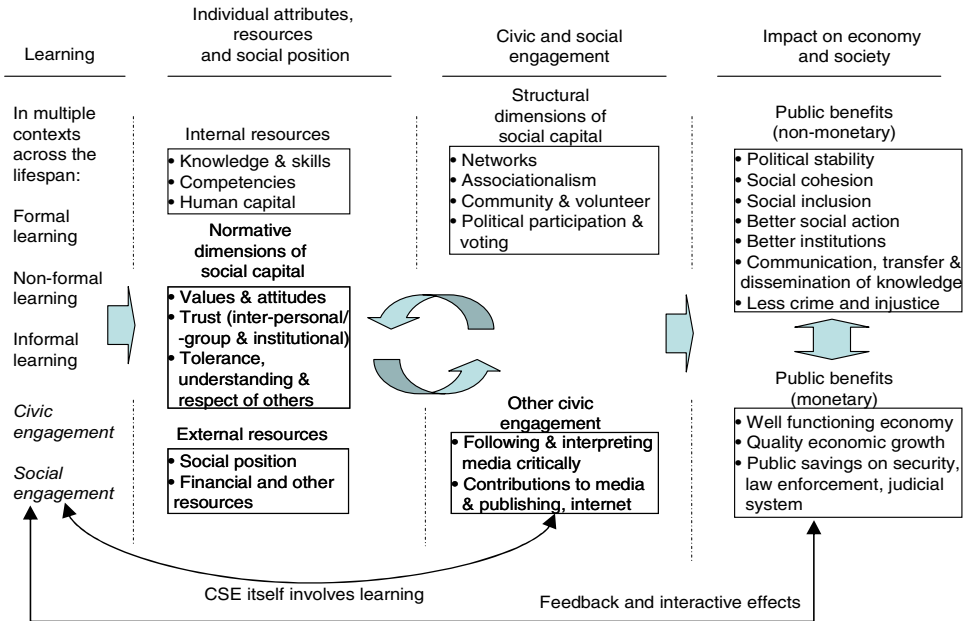 Learning
Individual attributes,
resources
and social position
Civic and social
engagement
Impact on economy
and society
In multiple
contexts
across the
lifespan:
Formal
learning
Non-formal
learning
Informal
learning
Civic
engagement
Social
engagement
Internal resources
• Knowledge & skills
• Competencies
• Human capital
Normative
dimensions of
social capital
• Values & attitudes
• Trust (inter-personal/
-group & institutional)
• Tolerance,
understanding &
respect of others
External resources
• Social position
• Financial and other
resources
Structural
dimensions of
social capital
• Networks
• Associationalism
• Community & volunteer
• Political participation &
voting
Other civic
engagement
• Following & interpreting
media critically
• Contributions to media
& publishing, internet
Public benefits
(non-monetary)
• Political stability
• Social cohesion
• Social inclusion
• Better social action
• Better institutions
• Communication, transfer &
dissemination of knowledge
• Less crime and injustice
Public benefits
(monetary)
• Well functioning economy
• Quality economic growth
• Public savings on security,
law enforcement, judicial
system
CSE itself involves learning
Feedback and interactive effects